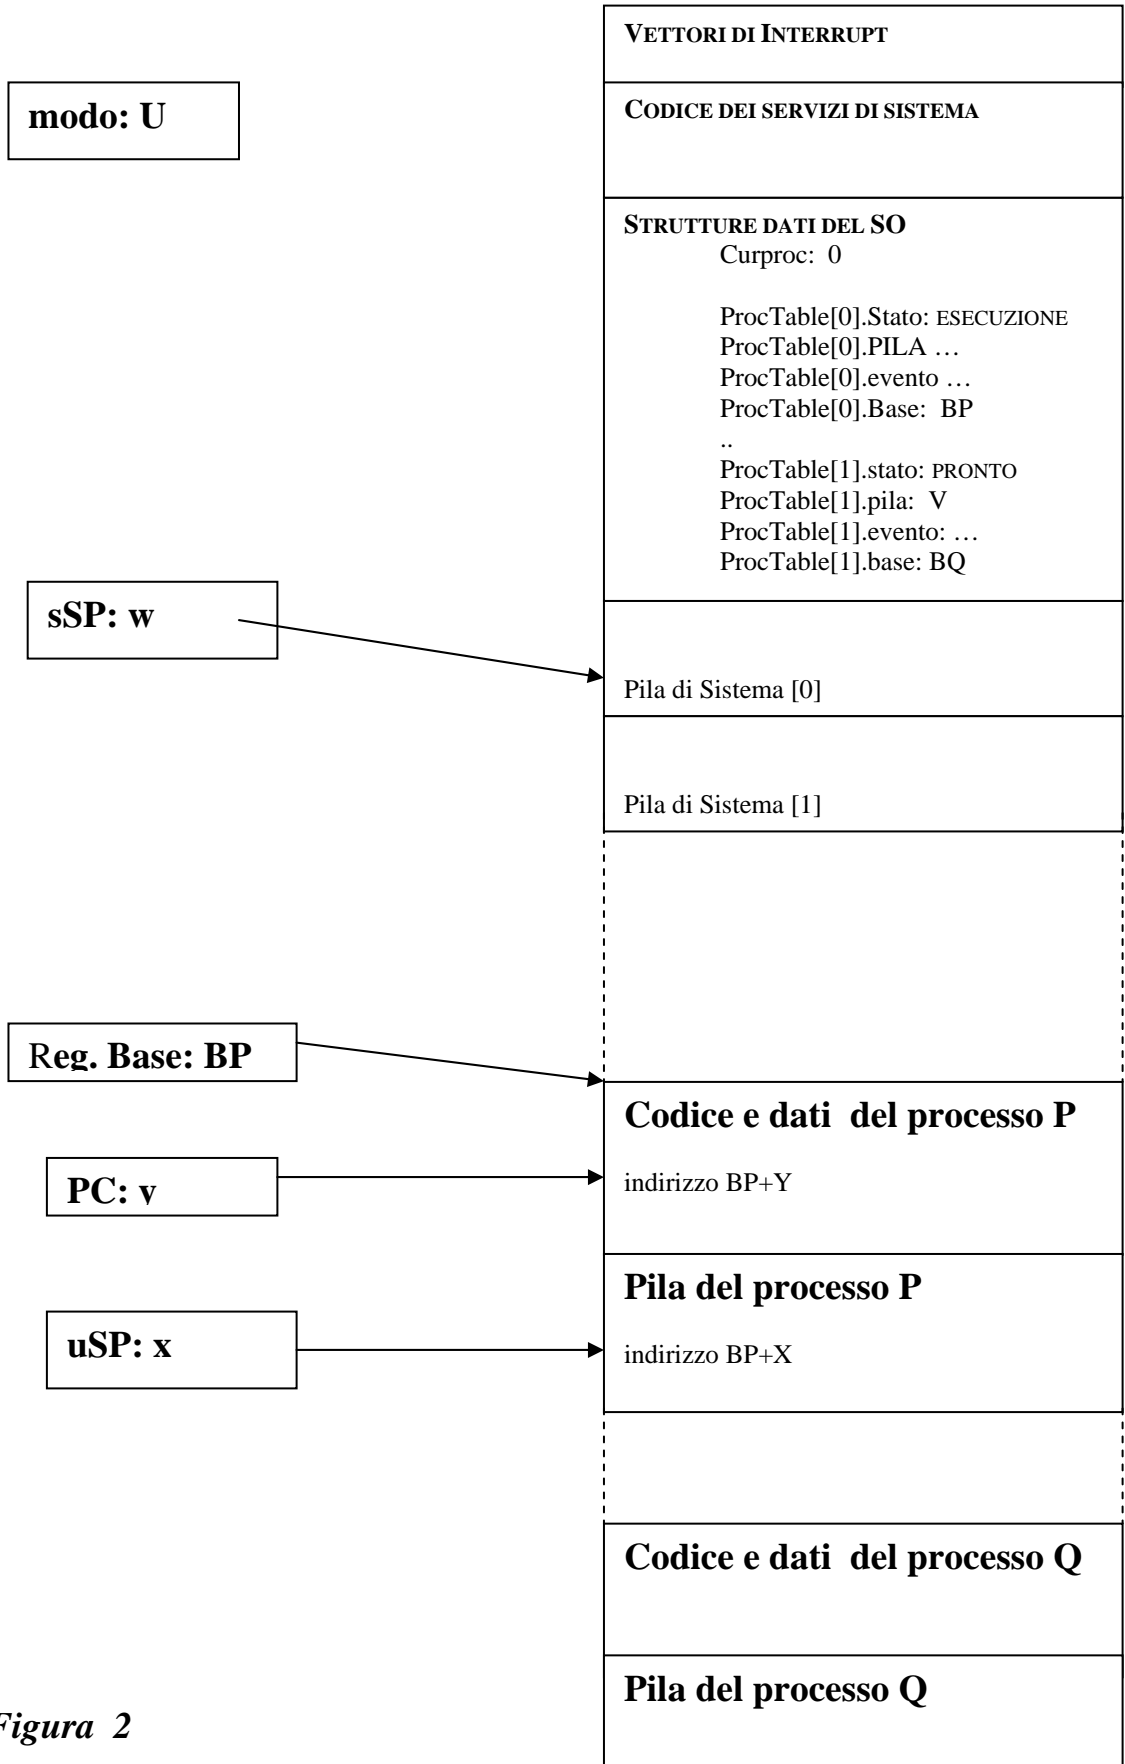 VETTORI DI INTERRUPT
modo: U
CODICE DEI SERVIZI DI SISTEMA
STRUTTURE DATI DEL SO
Curproc: 0
ProcTable[0].Stato: ESECUZIONE
ProcTable[0].PILA …
ProcTable[0].evento …
ProcTable[0].Base: BP
..
ProcTable[1].stato: PRONTO
ProcTable[1].pila: V
ProcTable[1].evento: …
ProcTable[1].base: BQ
sSP: w
Pila di Sistema [0]
Pila di Sistema [1]
Reg. Base: BP
Codice e dati del processo P
PC: y
indirizzo BP+Y
Pila del processo P
uSP: x
indirizzo BP+X
Codice e dati del processo Q
Pila del processo Q
Figura 2